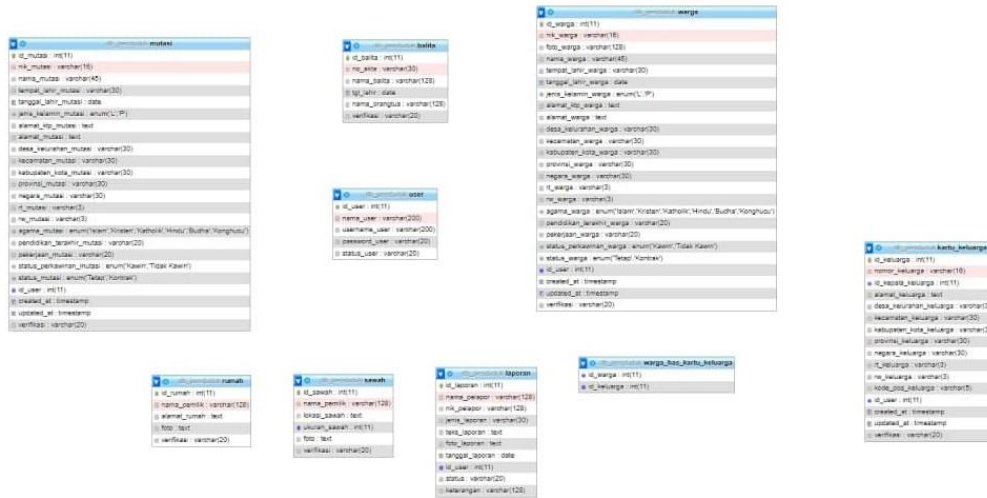 mutasi
id_mutasi : int(11)
nik_mutasi : varchar(16)
nama_mutasi : varchar(45)
tempat_lahir_mutasi : varchar(30)
tanggal_lahir_mutasi : date
jenis_kelamin_mutasi : enum('L','P')
alamat_ktp_mutasi : text
alamat_mutasi : text
desa_kelurahan_mutasi : varchar(30)
kecamatan_mutasi : varchar(30)
kabupaten_kota_mutasi : varchar(30)
provinsi_mutasi : varchar(30)
negara_mutasi : varchar(30)
rt_mutasi : varchar(3)
rw_mutasi : varchar(3)
agama_mutasi : enum('Islam','Kristen','Katholik','Hindu','Budha','Konghucu')
pendidikan_terakhir_mutasi : varchar(20)
pekerjaan_mutasi : varchar(20)
status_perkawinan_mutasi : enum('Kawin','Tidak Kawin')
status_mutasi : enum('Tetap','Kontrak')
id_user : int(11)
created_at : timestamp
updated_at : timestamp
verifikasi : varchar(20)
balita
id_balita : int(11)
no_akte : varchar(30)
nama_balita : varchar(128)
tgl_lahir : date
nama_orangtua : varchar(128)
verifikasi : varchar(20)
user
id_user : int(11)
nama_user : varchar(200)
username_user : varchar(200)
password_user : varchar(20)
status_user : varchar(20)
warga
id_warga : int(11)
nik_warga : varchar(16)
foto_warga : varchar(128)
nama_warga : varchar(45)
tempat_lahir_warga : varchar(30)
tanggal_lahir_warga : date
jenis_kelamin_warga : enum('L','P')
alamat_ktp_warga : text
alamat_warga : text
desa_kelurahan_warga : varchar(30)
kecamatan_warga : varchar(30)
kabupaten_kota_warga : varchar(30)
provinsi_warga : varchar(30)
negara_warga : varchar(30)
rt_warga : varchar(3)
rw_warga : varchar(3)
agama_warga : enum('Islam','Kristen','Katholik','Hindu','Budha','Konghucu')
pendidikan_terakhir_warga : varchar(20)
pekerjaan_warga : varchar(20)
status_perkawinan_warga : enum('Kawin','Tidak Kawin')
status_warga : enum('Tetap','Kontrak')
id_user : int(11)
created_at : timestamp
updated_at : timestamp
verifikasi : varchar(20)
kartu_keluarga
id_keluarga : int(11)
nomor_keluarga : varchar(16)
id_kepala_keluarga : int(11)
alamat_keluarga : text
desa_kelurahan_keluarga : varchar(3
kecamatan_keluarga : varchar(30)
kabupaten_kota_keluarga : varchar(3
provinsi_keluarga : varchar(30)
negara_keluarga : varchar(30)
rt_keluarga : varchar(3)
rw_keluarga : varchar(3)
kode_pos_keluarga : varchar(5)
id_user : int(11)
created_at : timestamp
updated_at : timestamp
verifikasi : varchar(20)
rumah
id_rumah : int(11)
nama_pemilik : varchar(128)
alamat_rumah : text
foto : text
verifikasi : varchar(20)
sawah
id_sawah : int(11)
nama_pemilik : varchar(128)
lokasi_sawah : text
ukuran_sawah : int(11)
foto : text
verifikasi : varchar(20)
laporan
id_laporan : int(11)
nama_pelapor : varchar(128)
nik_pelapor : varchar(128)
jenis_laporan : varchar(30)
teks_laporan : text
foto_laporan : text
tanggal_laporan : date
id_user : int(11)
status : varchar(20)
keterangan : varchar(128)
warga_has_kartu_keluarga
id_warga : int(11)
id_keluarga : int(11)